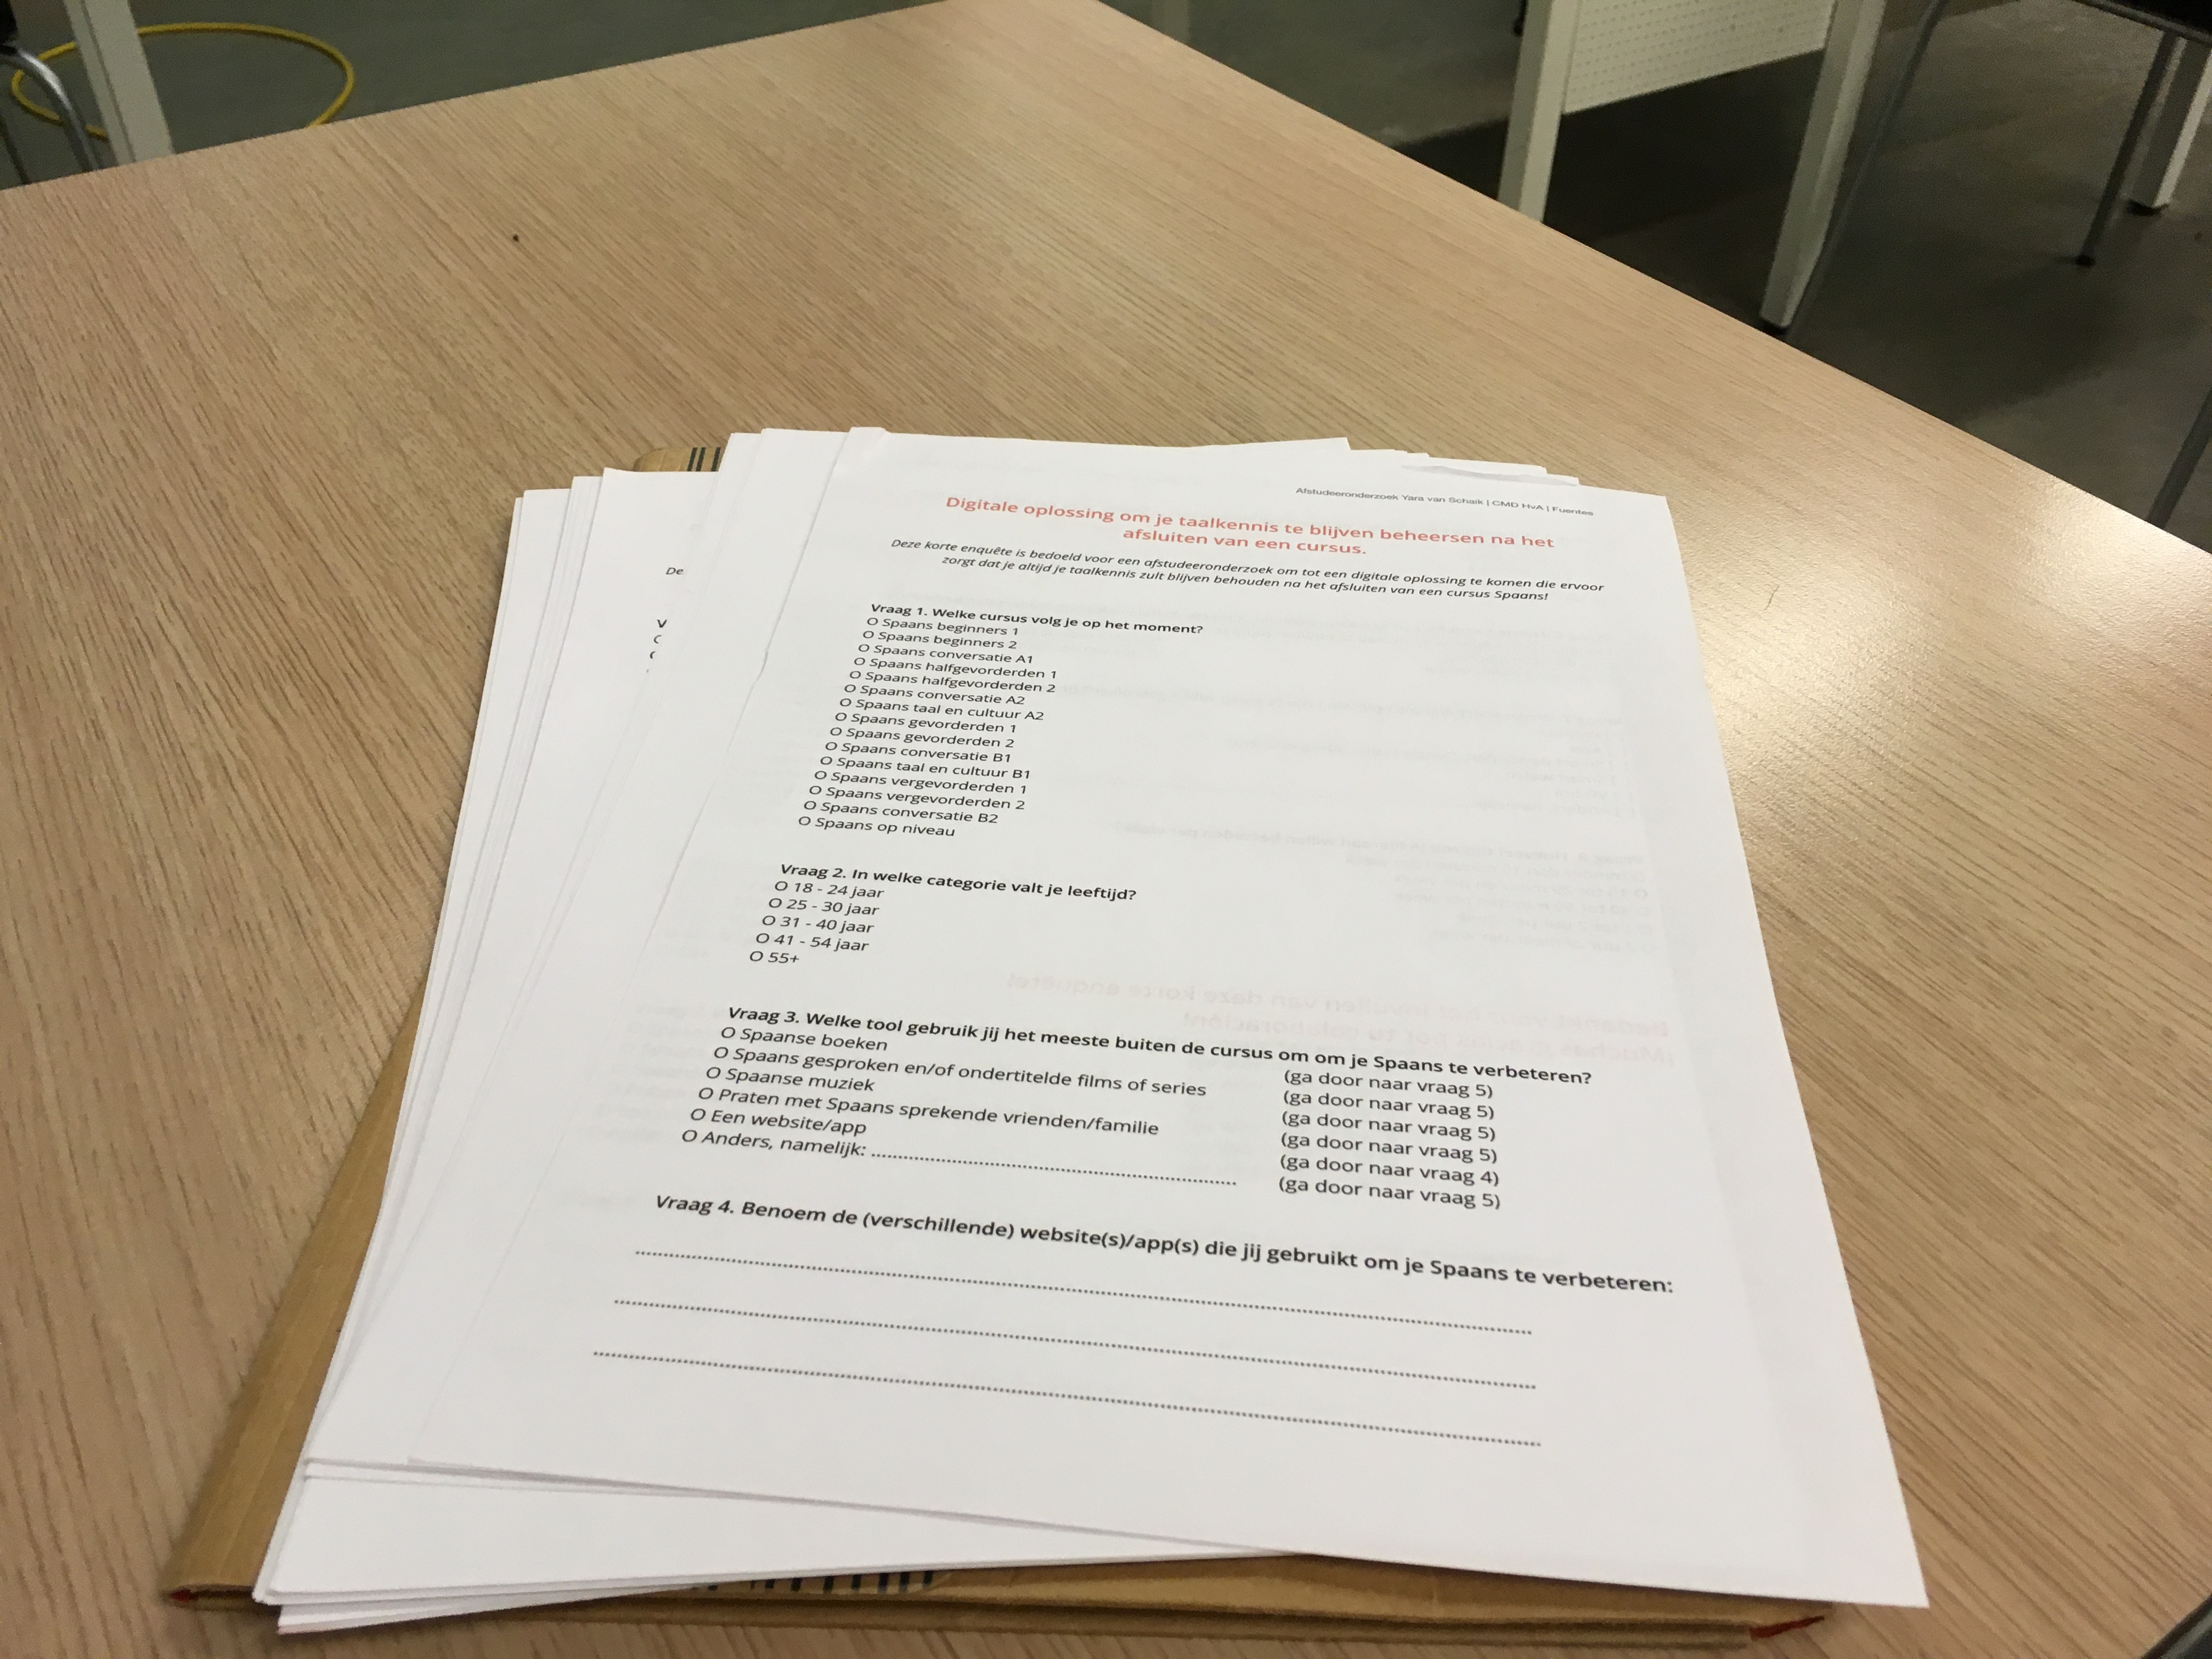 Afstudeeronderzoek Yara van Schaik | CMD HvA | Fuentes
Digitale oplossing om je taalkennis te blijven beheersen na het
afsluiten van een cursus.
Deze korte enquête is bedoeld voor een afstudeeronderzoek om tot een digitale oplossing te komen die ervoor
zorgt dat je altijd je taalkennis zult blijven behouden na het afsluiten van een cursus Spaans!
Vraag 1. Welke cursus volg je op het moment?
O Spaans beginners 1
O Spaans beginners 2
O Spaans conversatie A1
O Spaans halfgevorderden 1
O Spaans halfgevorderden 2
O Spaans conversatie A2
O Spaans taal en cultuur A2
O Spaans gevorderden 1
O Spaans gevorderden 2
O Spaans conversatie B1
O Spaans taal en cultuur B1
O Spaans vergevorderden 1
O Spaans vergevorderden 2
O Spaans conversatie B2
O Spaans op niveau
Vraag 2. In welke categorie valt je leeftijd?
O 18 - 24 jaar
O 25 - 30 jaar
O 31 - 40 jaar
O 41 - 54 jaar
O 55+
Vraag 3. Welke tool gebruik jij het meeste buiten de cursus om om je Spaans te verbeteren?
O Spaanse boeken (ga door naar vraag 5)
O Spaans gesproken en/of ondertitelde films of series (ga door naar vraag 5)
O Spaanse muziek (ga door naar vraag 5)
O Praten met Spaans sprekende vrienden/familie (ga door naar vraag 5)
O Een website/app (ga door naar vraag 4)
O Anders, namelijk: ........................................ (ga door naar vraag 5)
Vraag 4. Benoem de (verschillende) website(s)/app(s) die jij gebruikt om je Spaans te verbeteren:
De
V